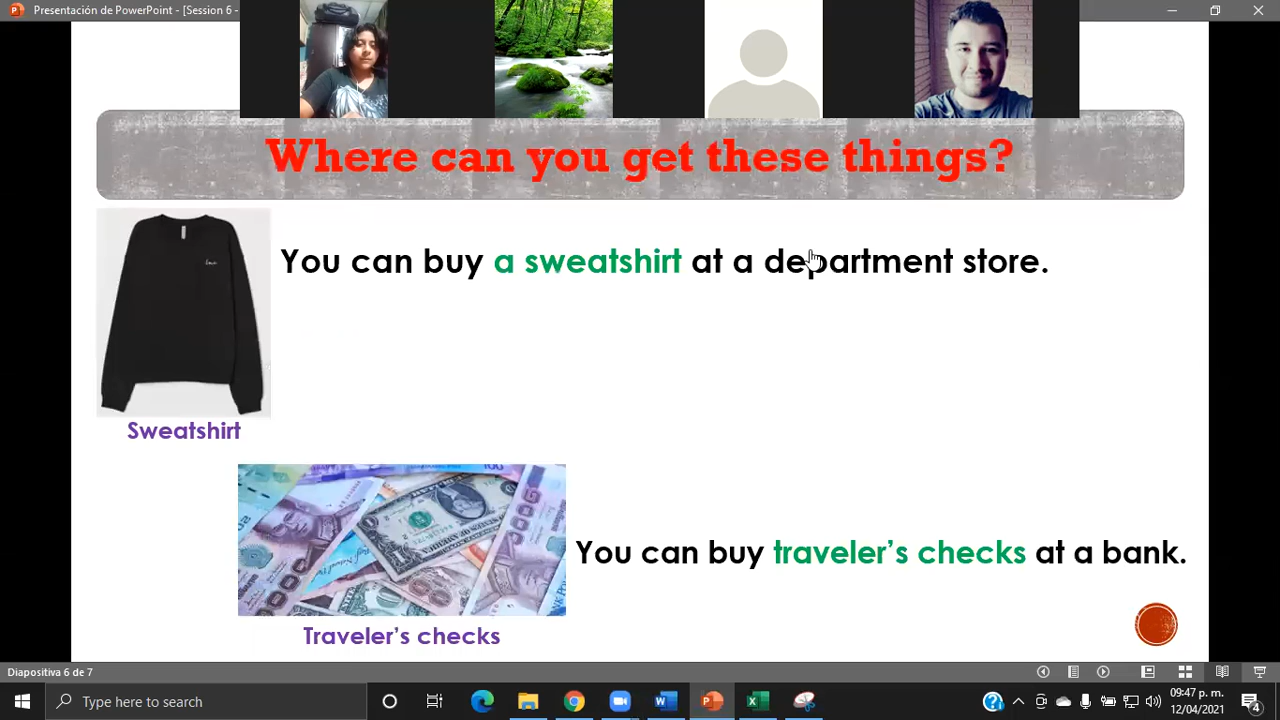 Presentación de PowerPoint - [Session 6 -
Where can you get these things?
You can buy a sweatshirt at a department store.
Sweatshirt
You can buy traveler's checks at a bank.
Traveler's checks
Diapositiva 6 de 7
Type here to search
09:47 p. m.
12/04/2021
4